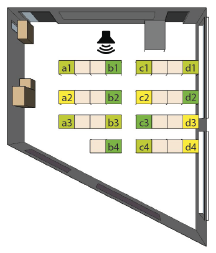 a1 b1 c1 d1
a2 b2 c2 d2
a3 b3 c3 d3
b4 c4 d4